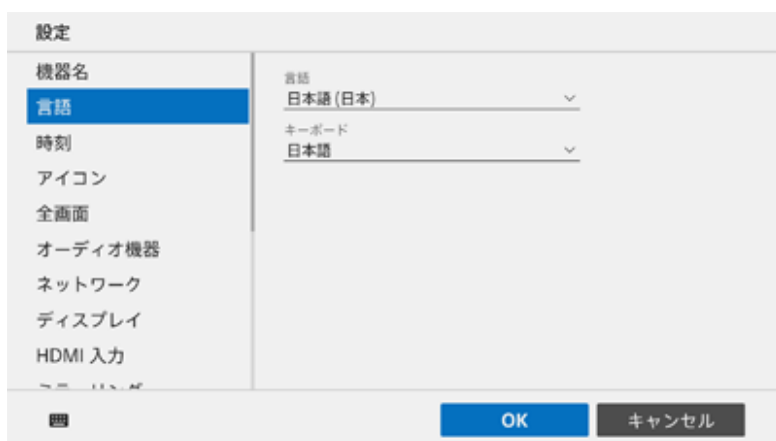 設定
機器名
言語
時刻
アイコン
全画面
オーディオ機器
ネットワーク
ディスプレイ
HDMI 入力
言語
日本語 (日本)
キーボード
日本語
OK
キャンセル